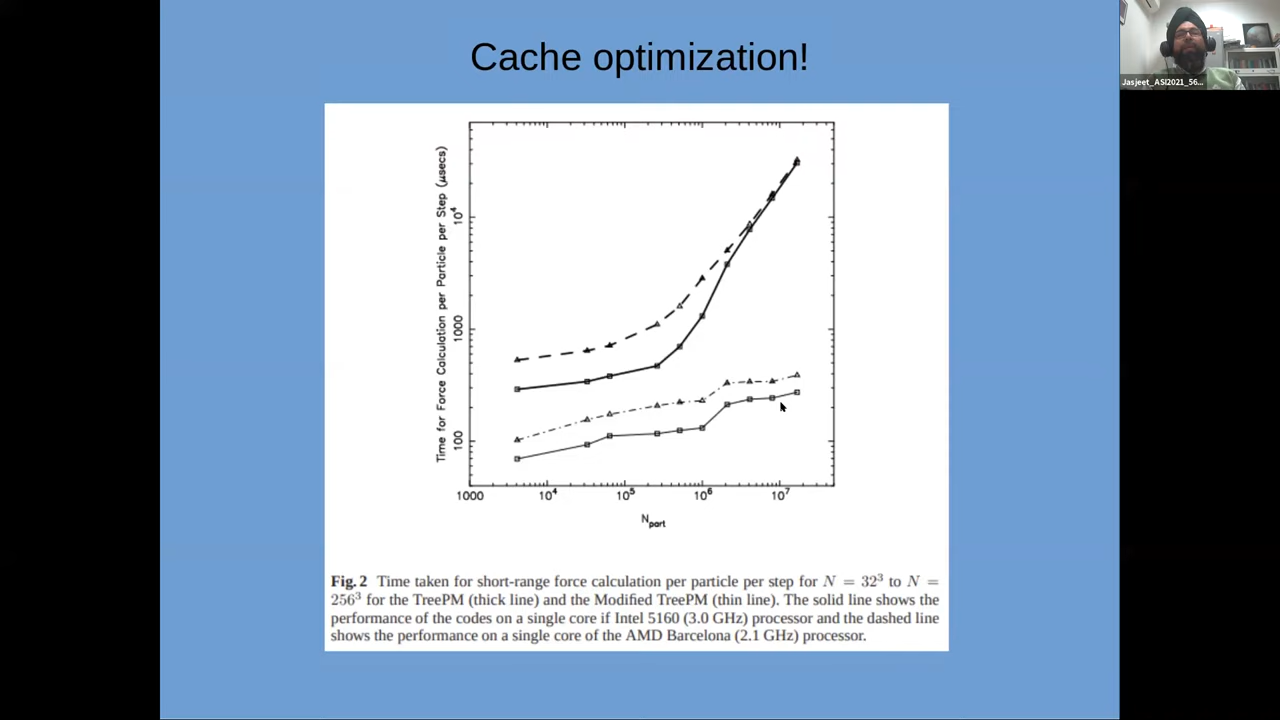 Cache optimization!
Jasjeet_ASI2021_56...
Time for Force Calculation per Particle per Step (μsecs)
10⁴
1000
100
1000 10⁴ 10⁵ 10⁶ 10⁷
Npart
Fig. 2 Time taken for short-range force calculation per particle per step for N = 32³ to N =
256³ for the TreePM (thick line) and the Modified TreePM (thin line). The solid line shows the
performance of the codes on a single core if Intel 5160 (3.0 GHz) processor and the dashed line
shows the performance on a single core of the AMD Barcelona (2.1 GHz) processor.